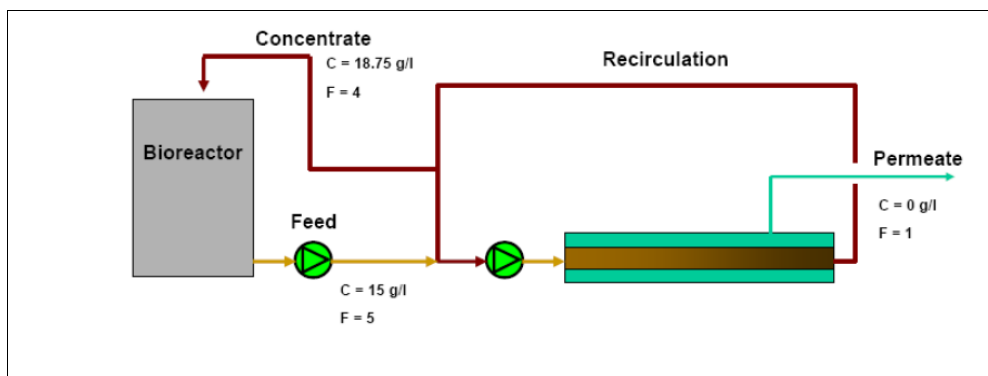 Concentrate
C = 18.75 g/l
F = 4
Recirculation
Bioreactor
Permeate
C = 0 g/l
F = 1
Feed
C = 15 g/l
F = 5